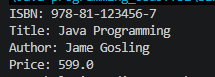 ISBN: 978-81-123456-7
Title: Java Programming
Author: Jame Gosling
Price: 599.0